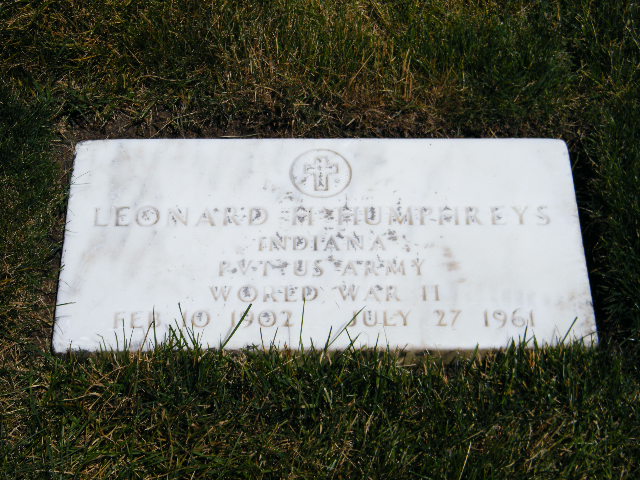 LEONARD M HUMPHREYS
INDIANA
PVT US ARMY
WORLD WAR II
FEB 10 1902 JULY 27 1961